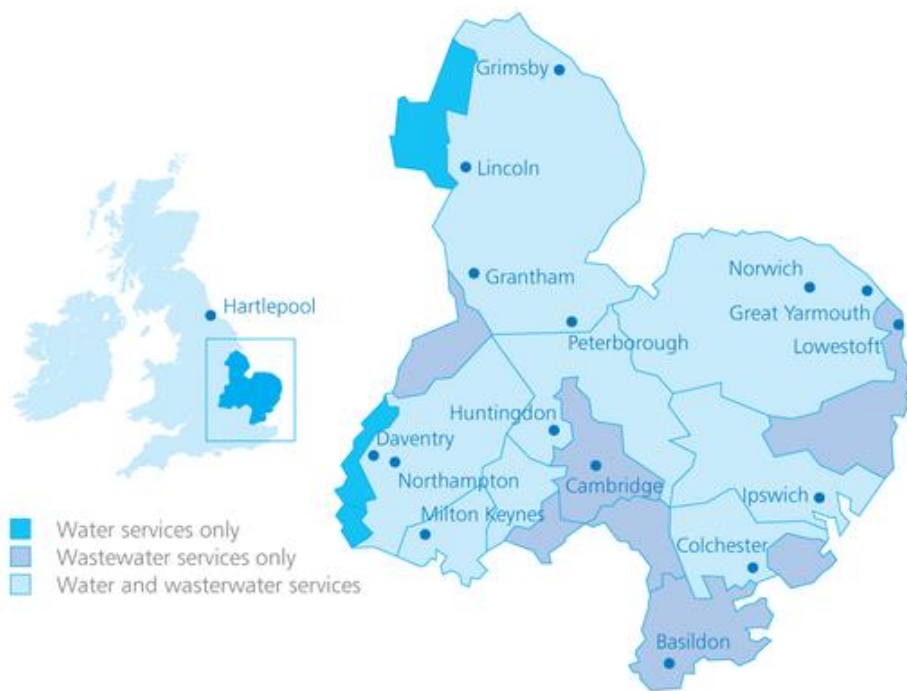 Grimsby
Lincoln
Grantham
Norwich
Hartlepool
Great Yarmouth
Peterborough
Lowestoft
Huntingdon
Daventry
Northampton
Cambridge
Ipswich
Milton Keynes
Colchester
Basildon
Water services only
Wastewater services only
Water and wasterwater services